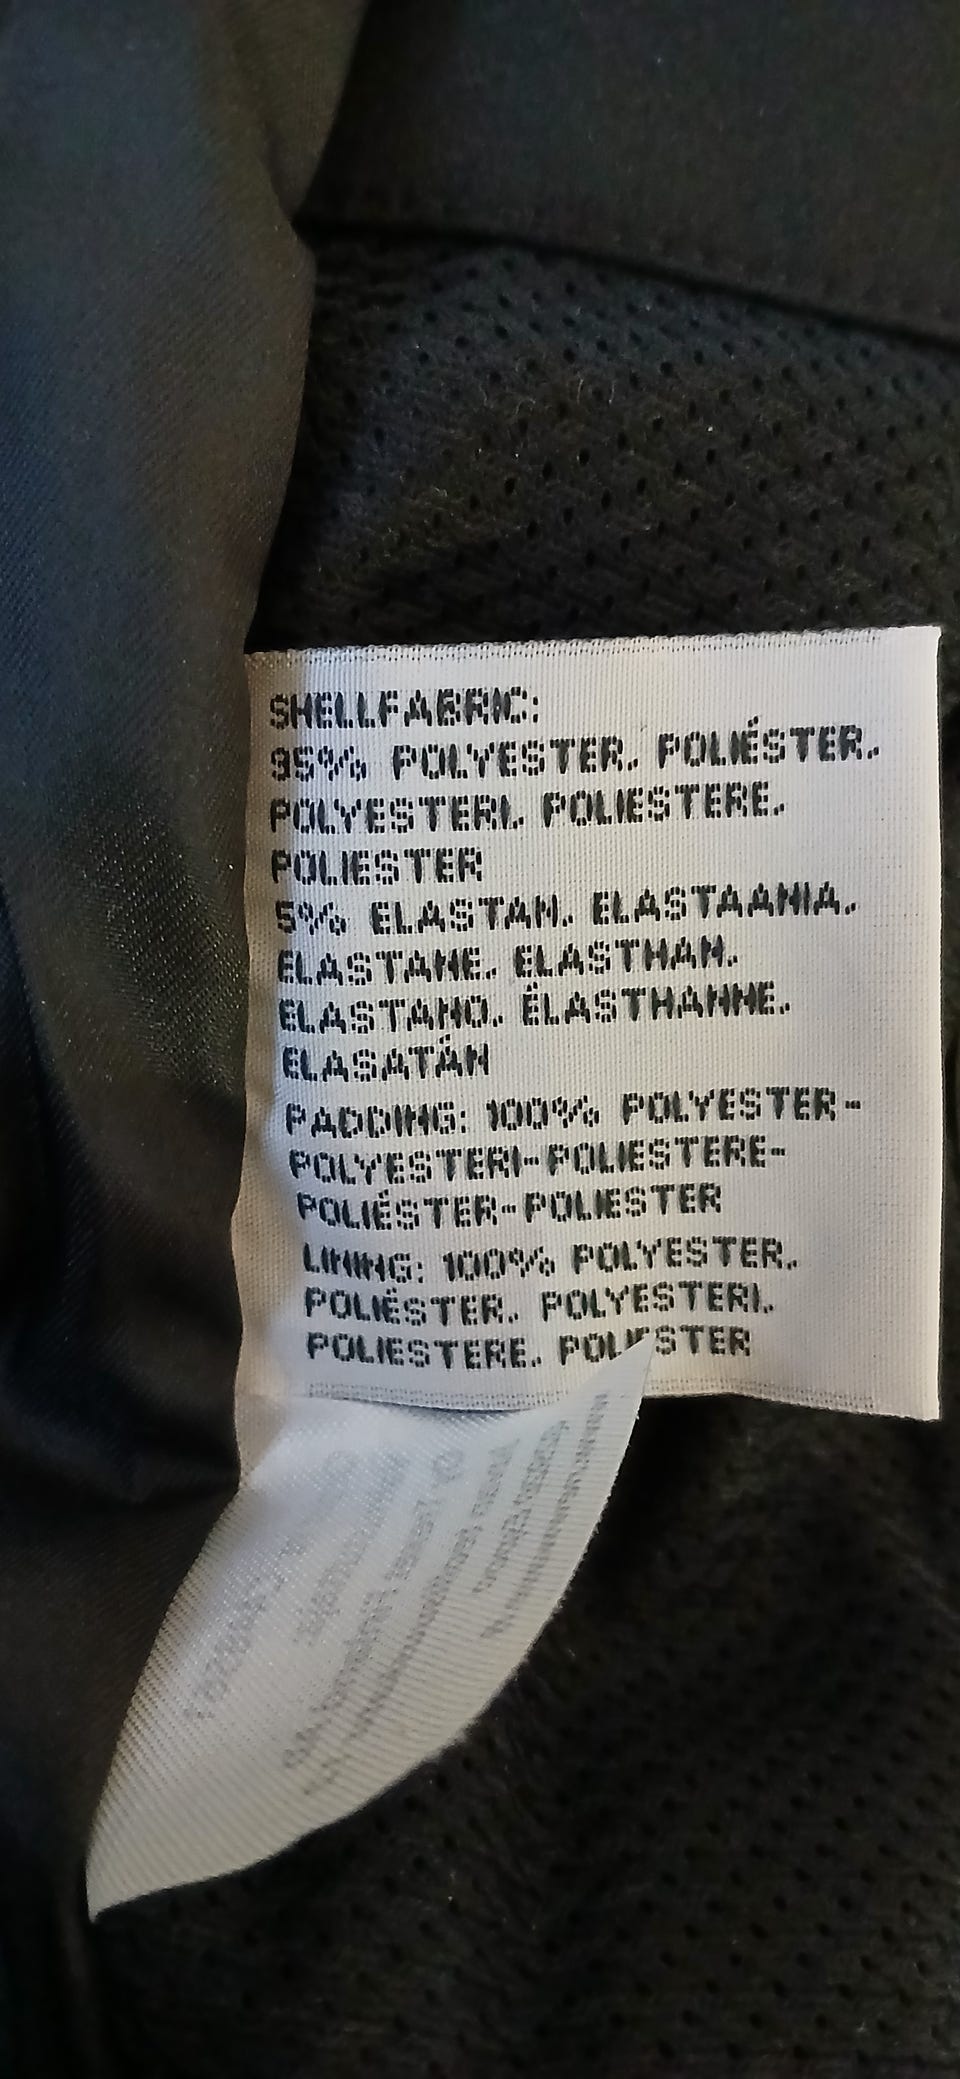 SHELLFABRIC:
95% POLYESTER. POLIÉSTER.
POLYESTERI. POLIESTERE.
POLIESTER
5% ELASTAN. ELASTAANIA.
ELASTANE. ELASTHAN.
ELASTANO. ÉLASTHANNE.
ELASATÁN
PADDING: 100% POLYESTER-
POLYESTERI-POLIESTERE-
POLIÉSTER-POLIESTER
LINING: 100% POLYESTER.
POLIÉSTER. POLYESTERI.
POLIESTERE. POLIESTER